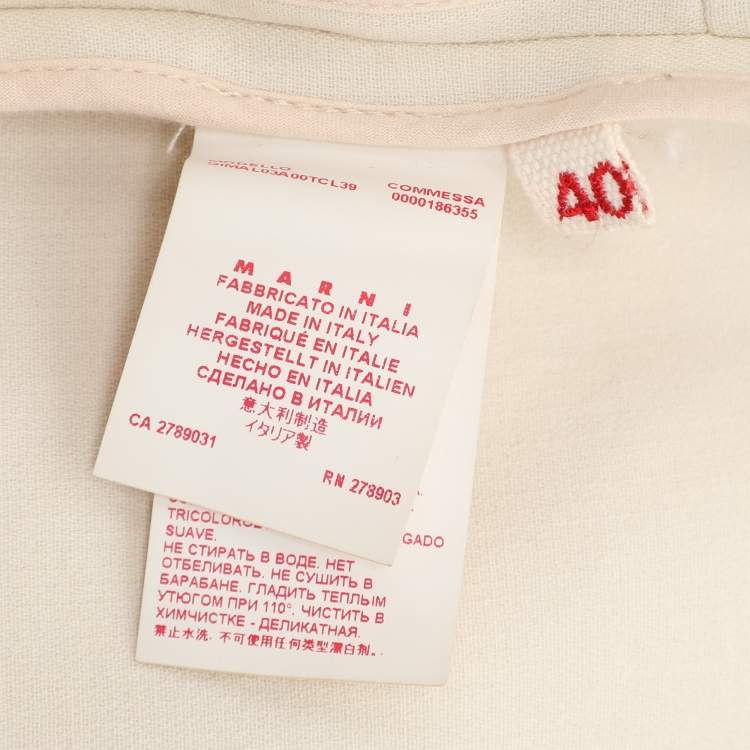 COMMESSA
0000186355
40
MARNI
FABBRICATO IN ITALIA
MADE IN ITALY
FABRIQUÉ EN ITALIE
HERGESTELLT IN ITALIEN
HECHO EN ITALIA
СДЕЛАНО В ИТАЛИИ
意大利制造
イタリア製
CA 2789031
RN 278903
GADO
SUAVE.
НЕ СТИРАТЬ В ВОДЕ. НЕТ
ОТБЕЛИВАТЬ. НЕ СУШИТЬ В
БАРАБАНЕ. ГЛАДИТЬ ТЕПЛЫМ
УТЮГОМ ПРИ 110°. ЧИСТИТЬ В
ХИМЧИСТКЕ - ДЕЛИКАТНАЯ.
禁止水洗. 不可使用任何类型漂白剂.